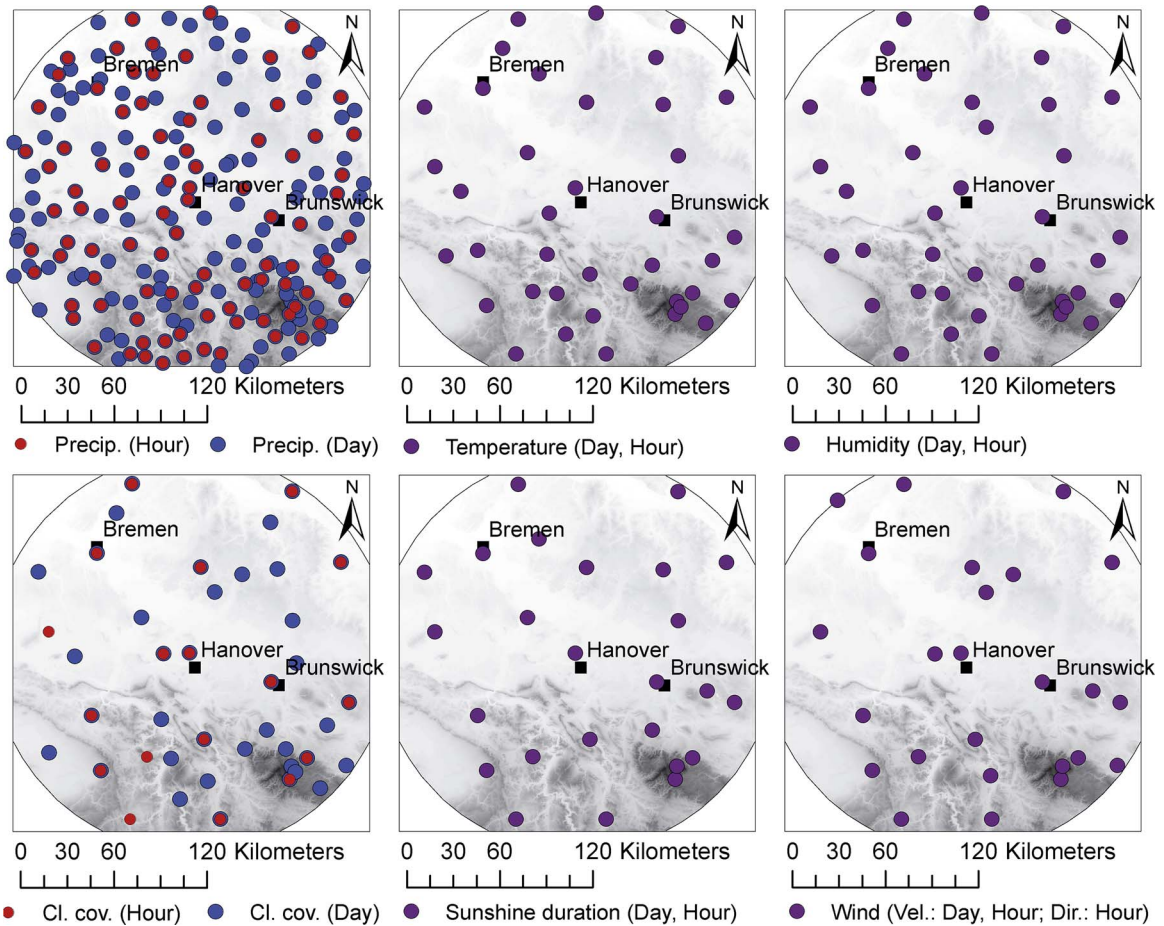 N
Bremen
Hanover
Brunswick
0 30 60 120 Kilometers
Precip. (Hour) Precip. (Day)
N
Bremen
Hanover
Brunswick
0 30 60 120 Kilometers
Temperature (Day, Hour)
N
Bremen
Hanover
Brunswick
0 30 60 120 Kilometers
Humidity (Day, Hour)
N
Bremen
Hanover
Brunswick
0 30 60 120 Kilometers
Cl. cov. (Hour) Cl. cov. (Day)
N
Bremen
Hanover
Brunswick
0 30 60 120 Kilometers
Sunshine duration (Day, Hour)
N
Bremen
Hanover
Brunswick
0 30 60 120 Kilometers
Wind (Vel.: Day, Hour; Dir.: Hour)